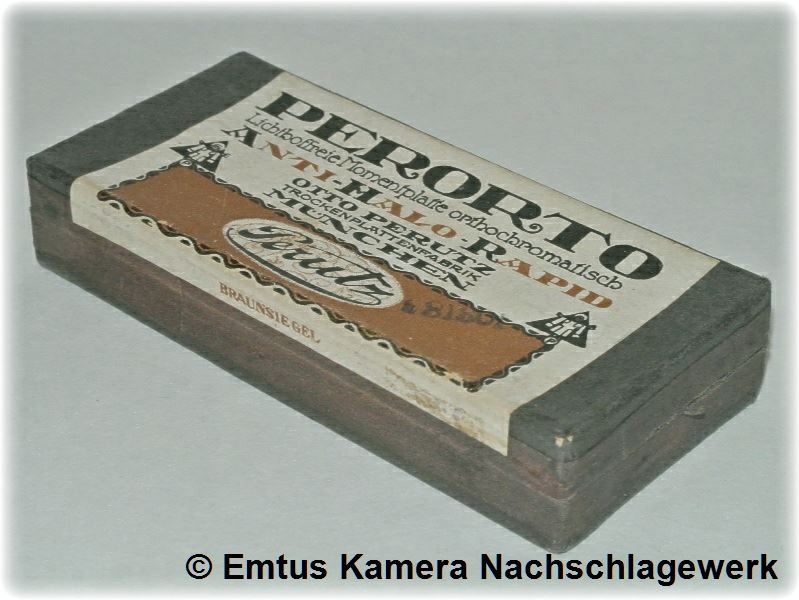 PERORTO
Lichthoffreie Momentplatte orthochromatisch
ANTI-HALO RAPID
OTTO PERUTZ
TROCKENPLATTENFABRIK
MÜNCHEN
Perutz
BRAUNSIEGEL
© Emtus Kamera Nachschlagewerk